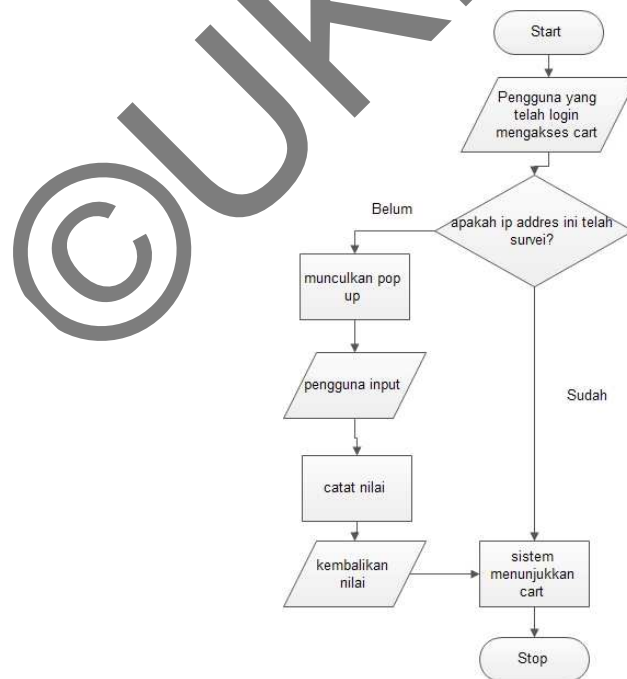 Start
Pengguna yang
telah login
mengakses cart
apakah ip addres ini telah
survei?
Belum
munculkan pop
up
pengguna input
catat nilai
kembalikan
nilai
Sudah
sistem
menunjukkan
cart
Stop